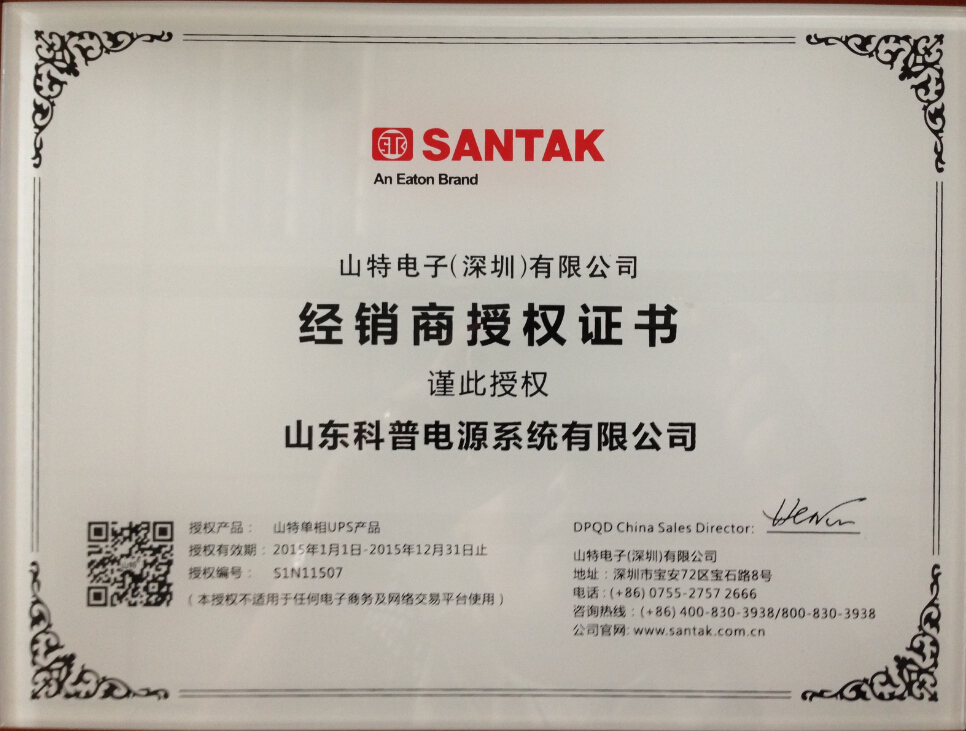 SANTAK
An Eaton Brand
山特电子(深圳)有限公司
经销商授权证书
谨此授权
山东科普电源系统有限公司
授权产品： 山特单相UPS产品
授权有效期：2015年1月1日-2015年12月31日止
授权编号： S1N11507
（本授权不适用于任何电子商务及网络交易平台使用）
DPQD China Sales Director:
山特电子(深圳)有限公司
地址：深圳市宝安72区宝石路8号
电话：(+86) 0755-2757 2666
咨询热线：(+86) 400-830-3938/800-830-3938
公司官网: www.santak.com.cn